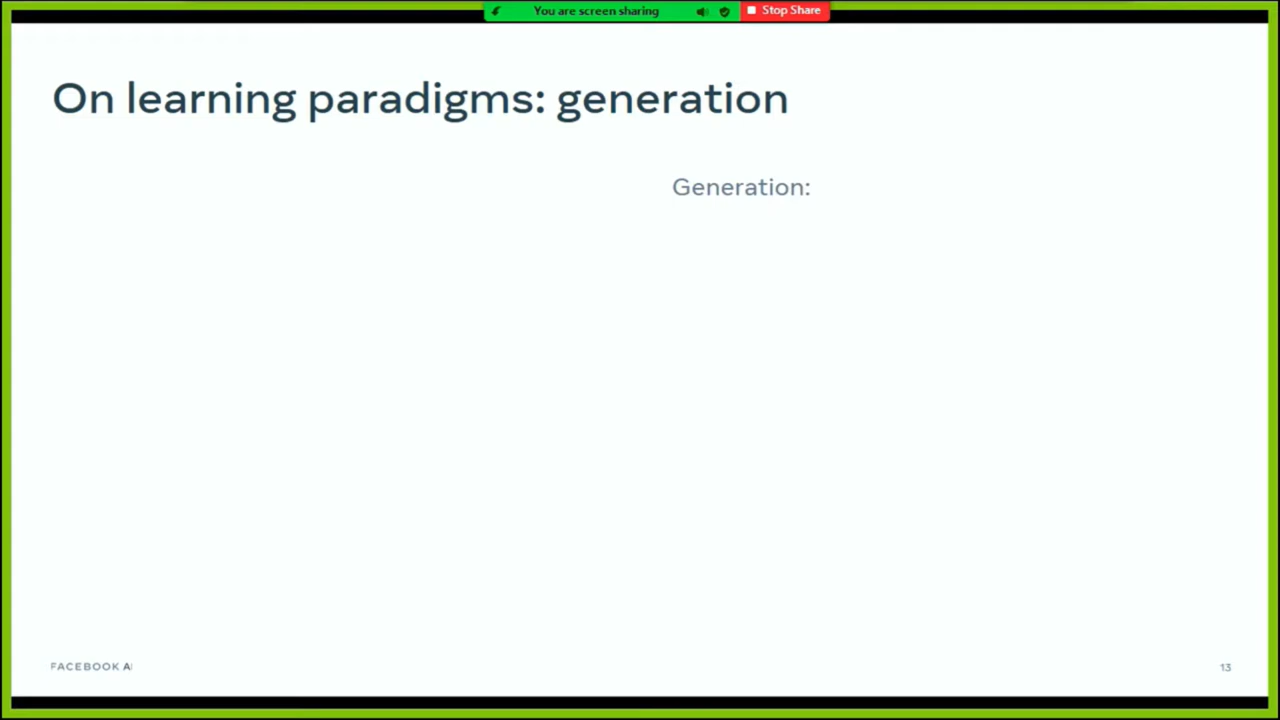 You are screen sharing
Stop Share
On learning paradigms: generation
Generation:
FACEBOOK AI
13